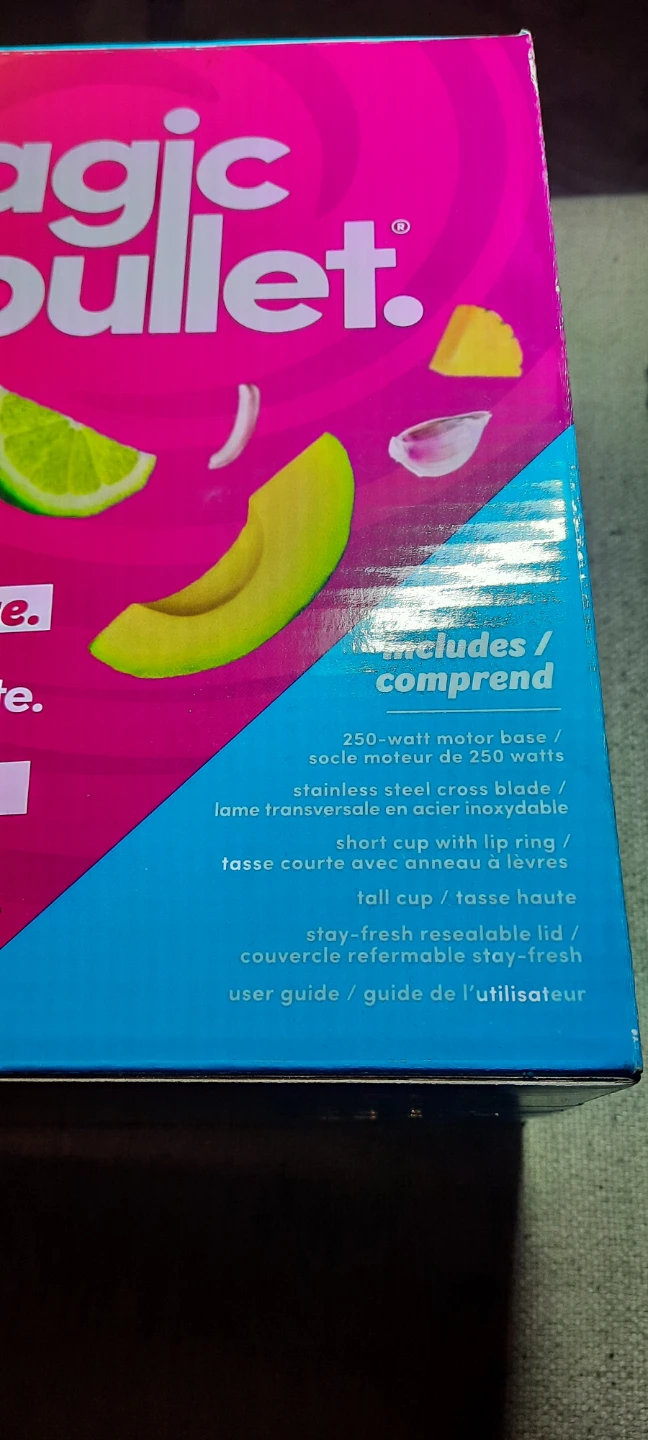 agic
bullet.®
e.
te.
includes /
comprend
250-watt motor base /
socle moteur de 250 watts
stainless steel cross blade /
lame transversale en acier inoxydable
short cup with lip ring /
tasse courte avec anneau à lèvres
tall cup / tasse haute
stay-fresh resealable lid /
couvercle refermable stay-fresh
user guide / guide de l'utilisateur